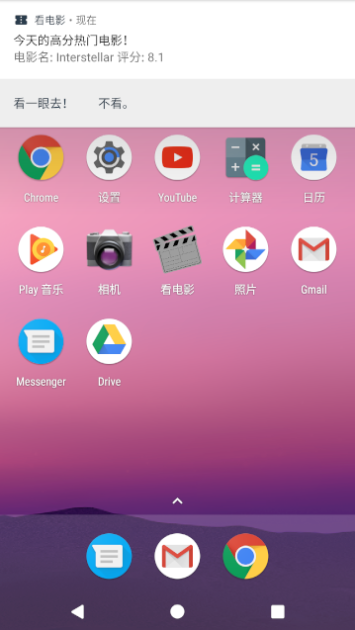 看电影 • 现在
今天的高分热门电影!
电影名: Interstellar 评分: 8.1
看一眼去! 不看。
Chrome 设置 YouTube 计算器 日历
5
Play 音乐 相机 看电影 照片 Gmail
Messenger Drive